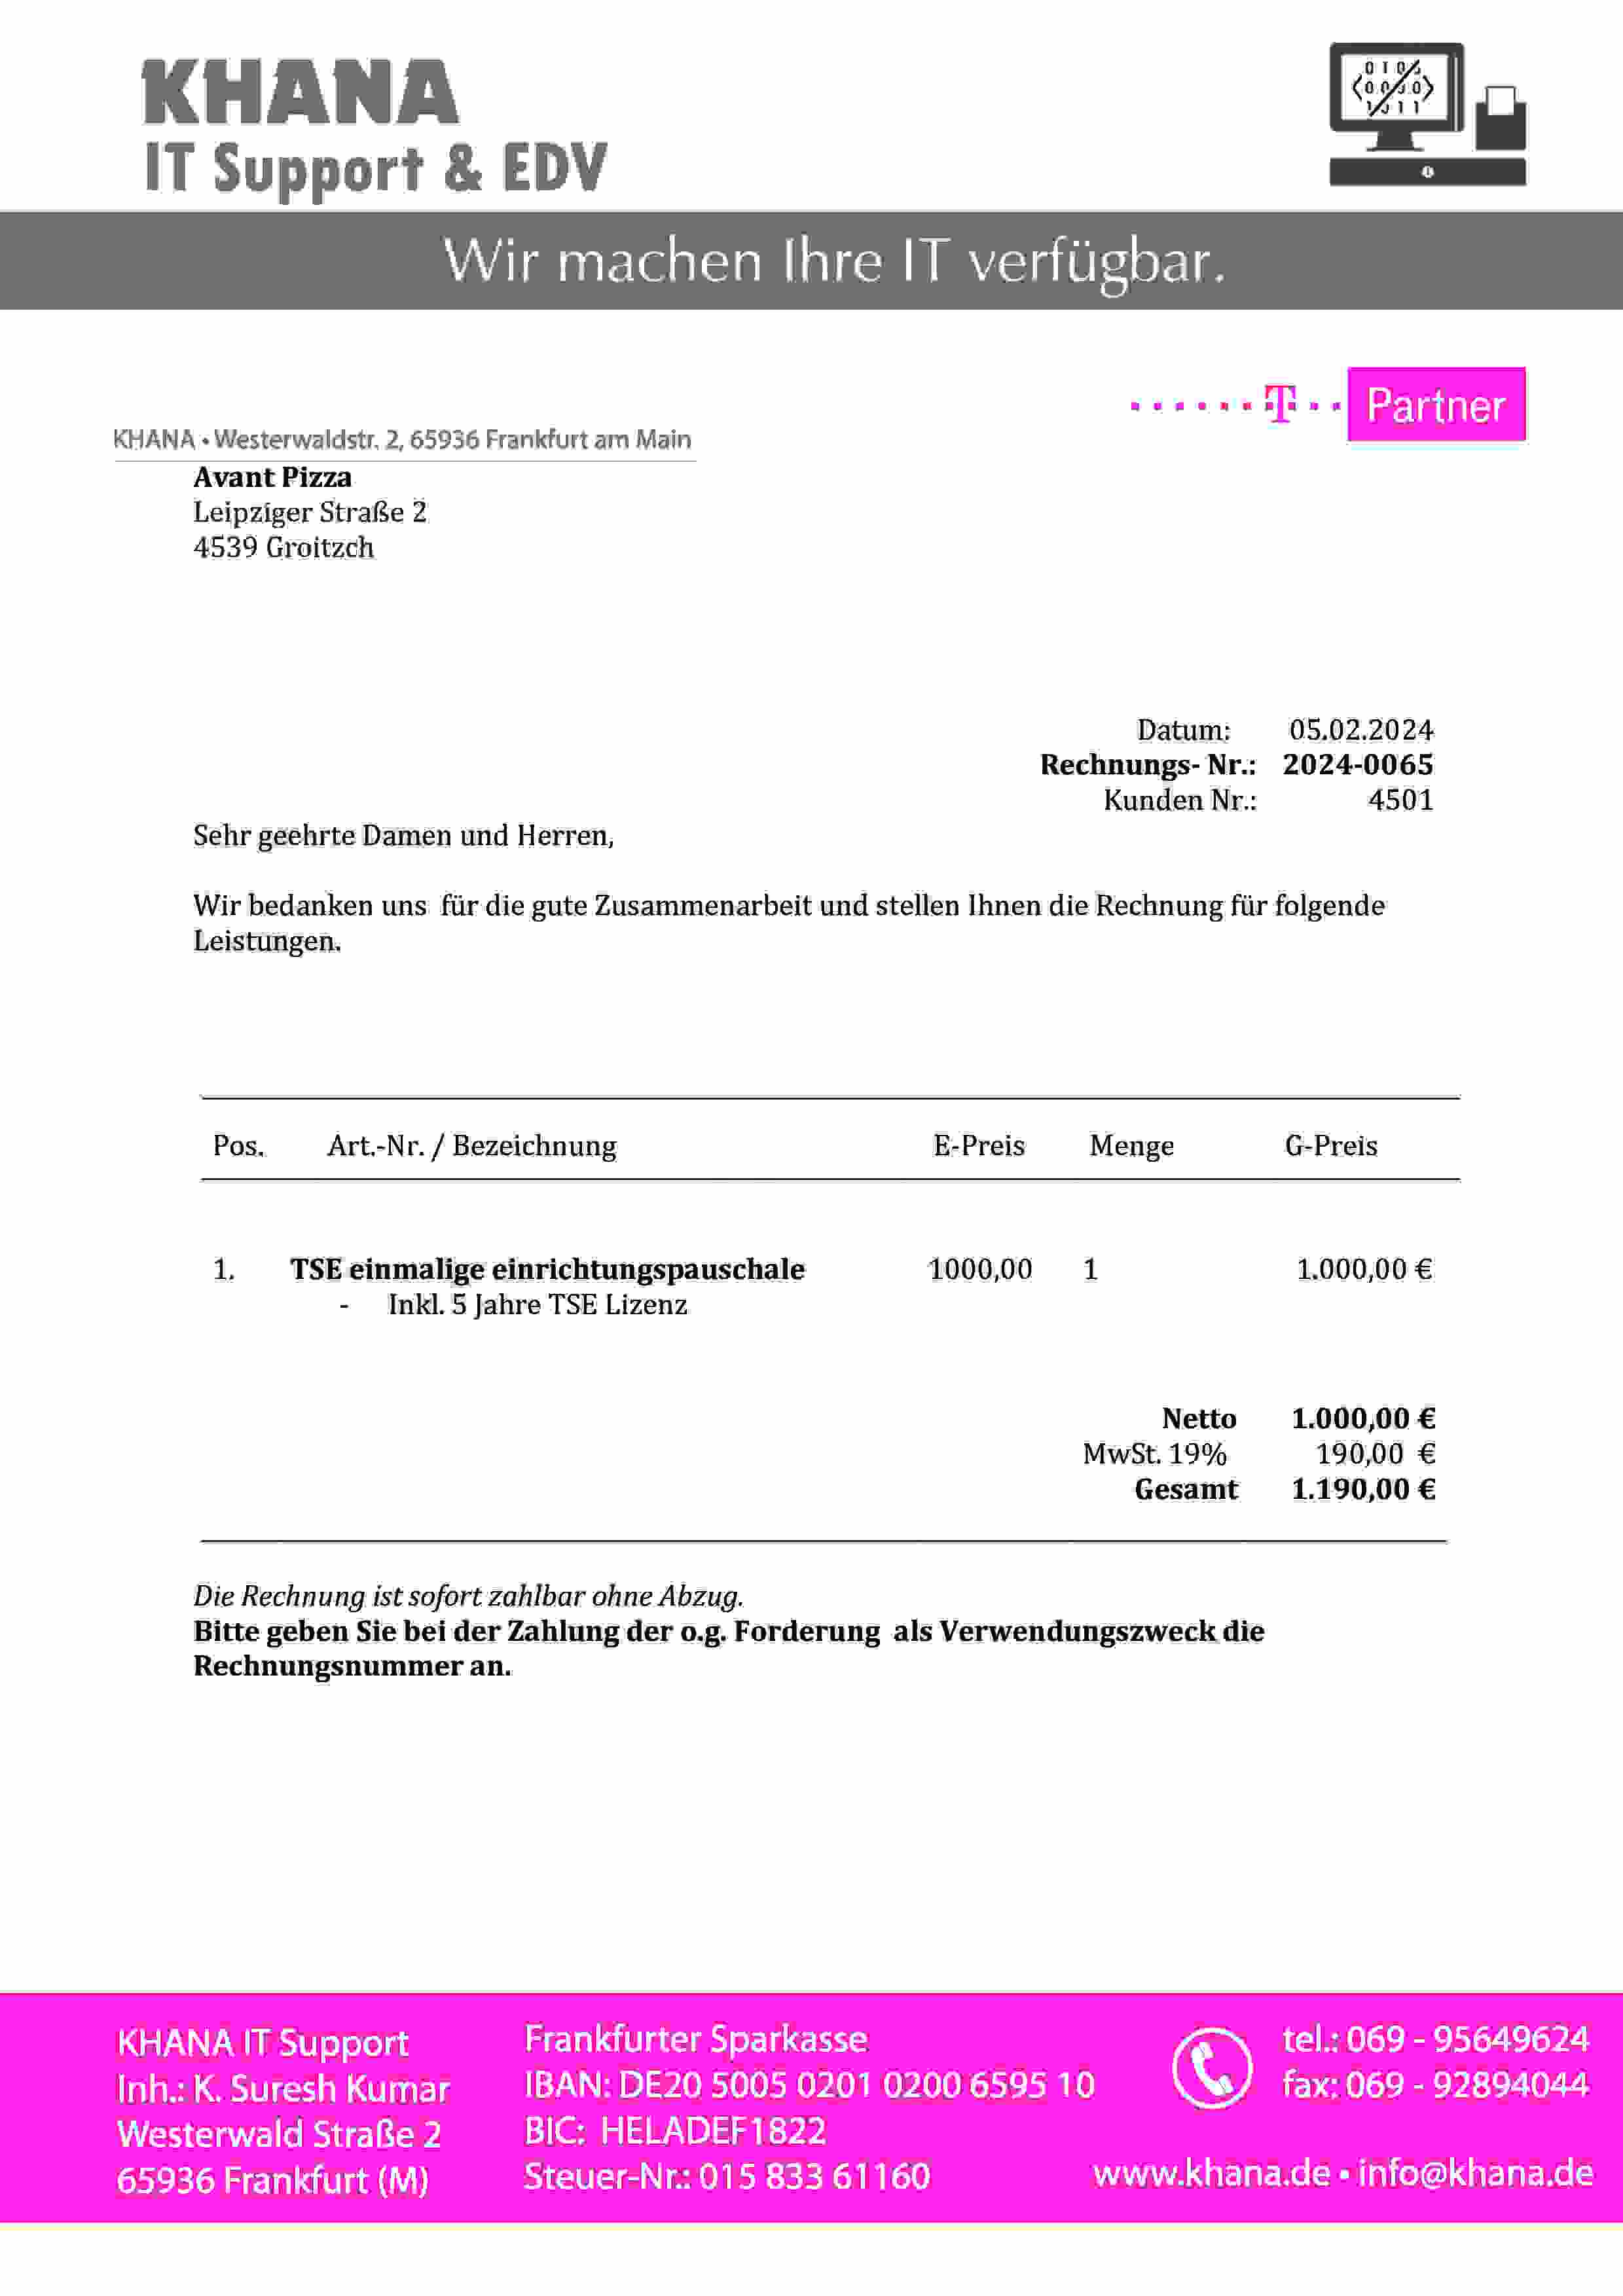 KHANA
IT Support & EDV
Wir machen Ihre IT verfügbar.
T Partner
KHANA • Westerwaldstr. 2, 65936 Frankfurt am Main
Avant Pizza
Leipziger Straße 2
4539 Groitzch
Datum: 05.02.2024
Rechnungs- Nr.: 2024-0065
Kunden Nr.: 4501
Sehr geehrte Damen und Herren,
Wir bedanken uns für die gute Zusammenarbeit und stellen Ihnen die Rechnung für folgende
Leistungen.
Pos. Art.-Nr. / Bezeichnung E-Preis Menge G-Preis
1. TSE einmalige einrichtungspauschale 1000,00 1 1.000,00 €
- Inkl. 5 Jahre TSE Lizenz
Netto 1.000,00 €
MwSt. 19% 190,00 €
Gesamt 1.190,00 €
Die Rechnung ist sofort zahlbar ohne Abzug.
Bitte geben Sie bei der Zahlung der o.g. Forderung als Verwendungszweck die
Rechnungsnummer an.
KHANA IT Support
Inh.: K. Suresh Kumar
Westerwald Straße 2
65936 Frankfurt (M)
Frankfurter Sparkasse
IBAN: DE20 5005 0201 0200 6595 10
BIC: HELADEF1822
Steuer-Nr.: 015 833 61160
tel.: 069 - 95649624
fax: 069 - 92894044
www.khana.de • info@khana.de